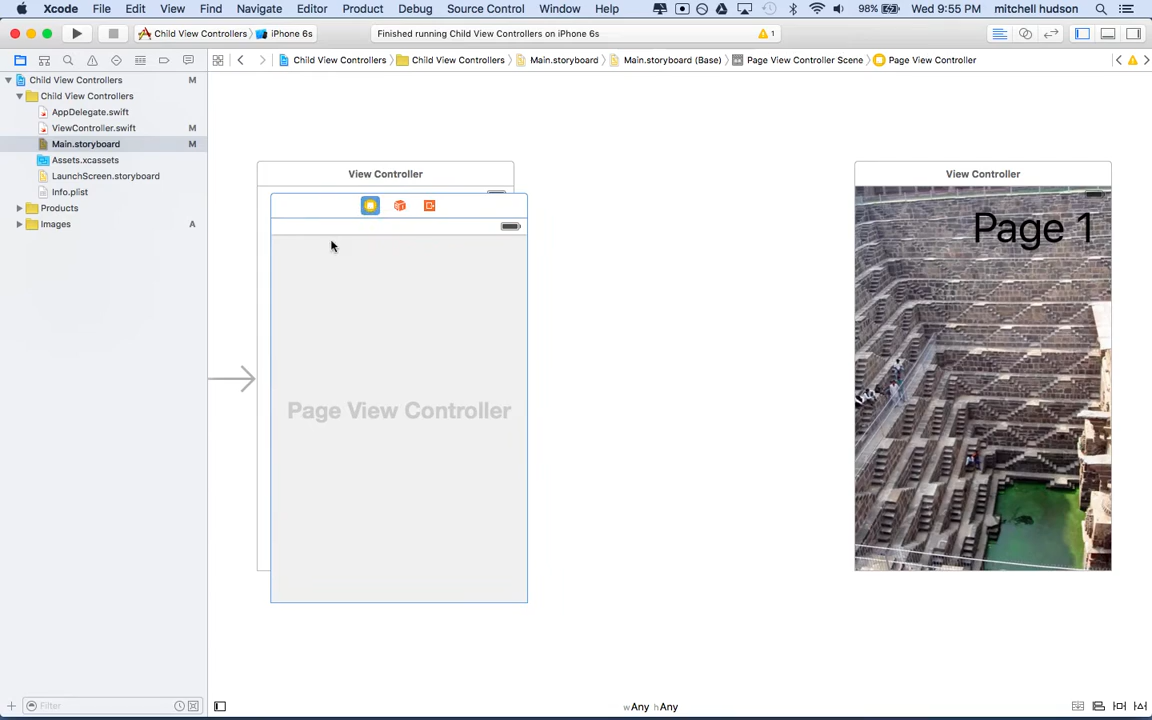 Xcode File Edit View Find Navigate Editor Product Debug Source Control Window Help 98% Wed 9:55 PM mitchell hudson
Child View Controllers iPhone 6s Finished running Child View Controllers on iPhone 6s 1
Child View Controllers Child View Controllers Main.storyboard Main.storyboard (Base) Page View Controller Scene Page View Controller
Child View Controllers M
Child View Controllers
AppDelegate.swift
ViewController.swift M
Main.storyboard M
Assets.xcassets
LaunchScreen.storyboard
Info.plist
Products
Images A
View Controller
Page View Controller
View Controller
Page 1
Filter
wAny hAny